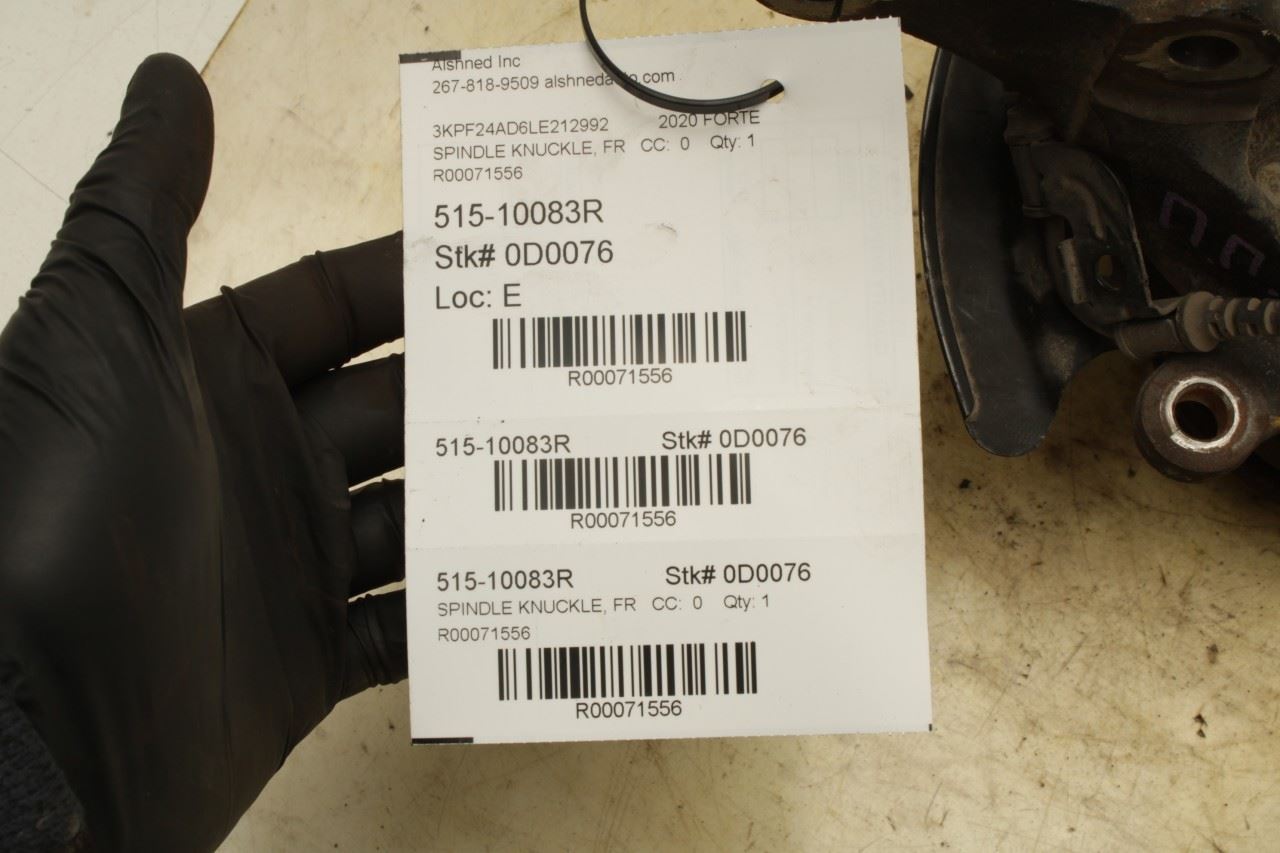 Alshned Inc
267-818-9509 alshnedauto.com
3KPF24AD6LE212992 2020 FORTE
SPINDLE KNUCKLE, FR CC: 0 Qty: 1
R00071556
515-10083R
Stk# 0D0076
Loc: E
R00071556
515-10083R Stk# 0D0076
R00071556
515-10083R Stk# 0D0076
SPINDLE KNUCKLE, FR CC: 0 Qty: 1
R00071556
R00071556